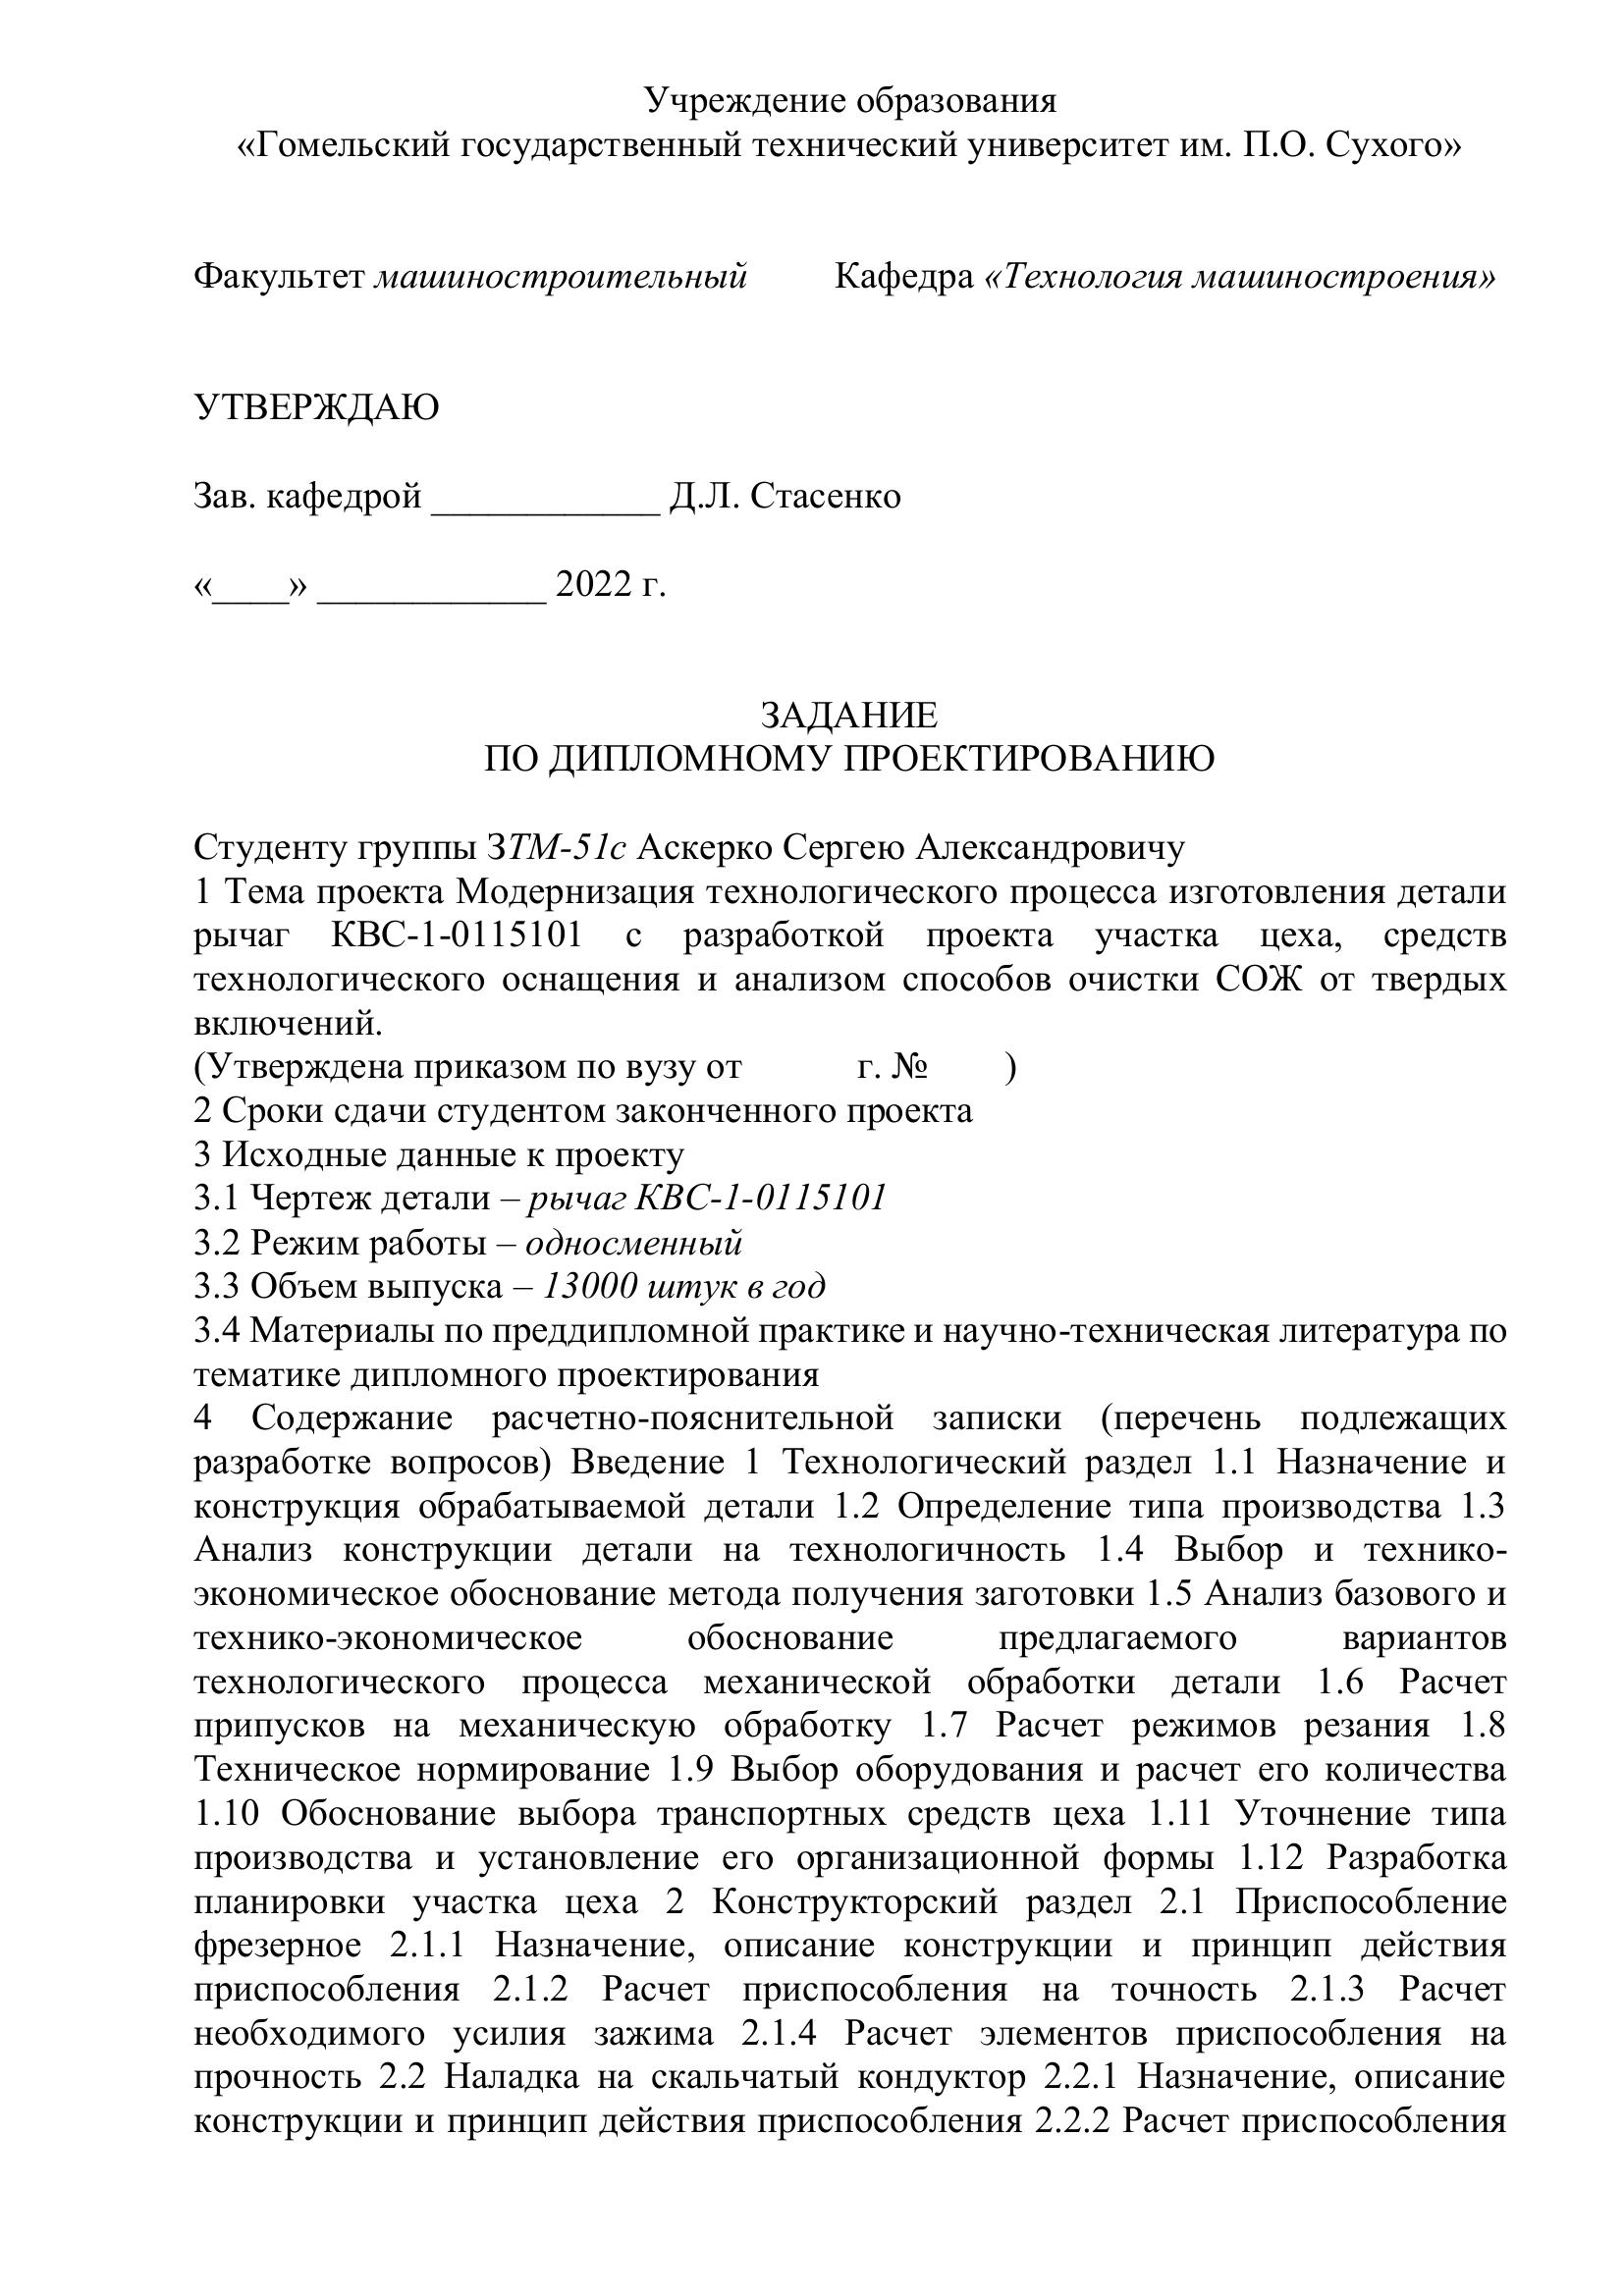 Учреждение образования
«Гомельский государственный технический университет им. П.О. Сухого»
Факультет машиностроительный Кафедра «Технология машиностроения»
УТВЕРЖДАЮ
Зав. кафедрой ____________ Д.Л. Стасенко
«____» ____________ 2022 г.
ЗАДАНИЕ
ПО ДИПЛОМНОМУ ПРОЕКТИРОВАНИЮ
Студенту группы ЗТМ-51с Аскерко Сергею Александровичу
1 Тема проекта Модернизация технологического процесса изготовления детали
рычаг КВС-1-0115101 с разработкой проекта участка цеха, средств
технологического оснащения и анализом способов очистки СОЖ от твердых
включений.
(Утверждена приказом по вузу от г. № )
2 Сроки сдачи студентом законченного проекта
3 Исходные данные к проекту
3.1 Чертеж детали – рычаг КВС-1-0115101
3.2 Режим работы – односменный
3.3 Объем выпуска – 13000 штук в год
3.4 Материалы по преддипломной практике и научно-техническая литература по
тематике дипломного проектирования
4 Содержание расчетно-пояснительной записки (перечень подлежащих
разработке вопросов) Введение 1 Технологический раздел 1.1 Назначение и
конструкция обрабатываемой детали 1.2 Определение типа производства 1.3
Анализ конструкции детали на технологичность 1.4 Выбор и технико-
экономическое обоснование метода получения заготовки 1.5 Анализ базового и
технико-экономическое обоснование предлагаемого вариантов
технологического процесса механической обработки детали 1.6 Расчет
припусков на механическую обработку 1.7 Расчет режимов резания 1.8
Техническое нормирование 1.9 Выбор оборудования и расчет его количества
1.10 Обоснование выбора транспортных средств цеха 1.11 Уточнение типа
производства и установление его организационной формы 1.12 Разработка
планировки участка цеха 2 Конструкторский раздел 2.1 Приспособление
фрезерное 2.1.1 Назначение, описание конструкции и принцип действия
приспособления 2.1.2 Расчет приспособления на точность 2.1.3 Расчет
необходимого усилия зажима 2.1.4 Расчет элементов приспособления на
прочность 2.2 Наладка на скальчатый кондуктор 2.2.1 Назначение, описание
конструкции и принцип действия приспособления 2.2.2 Расчет приспособления